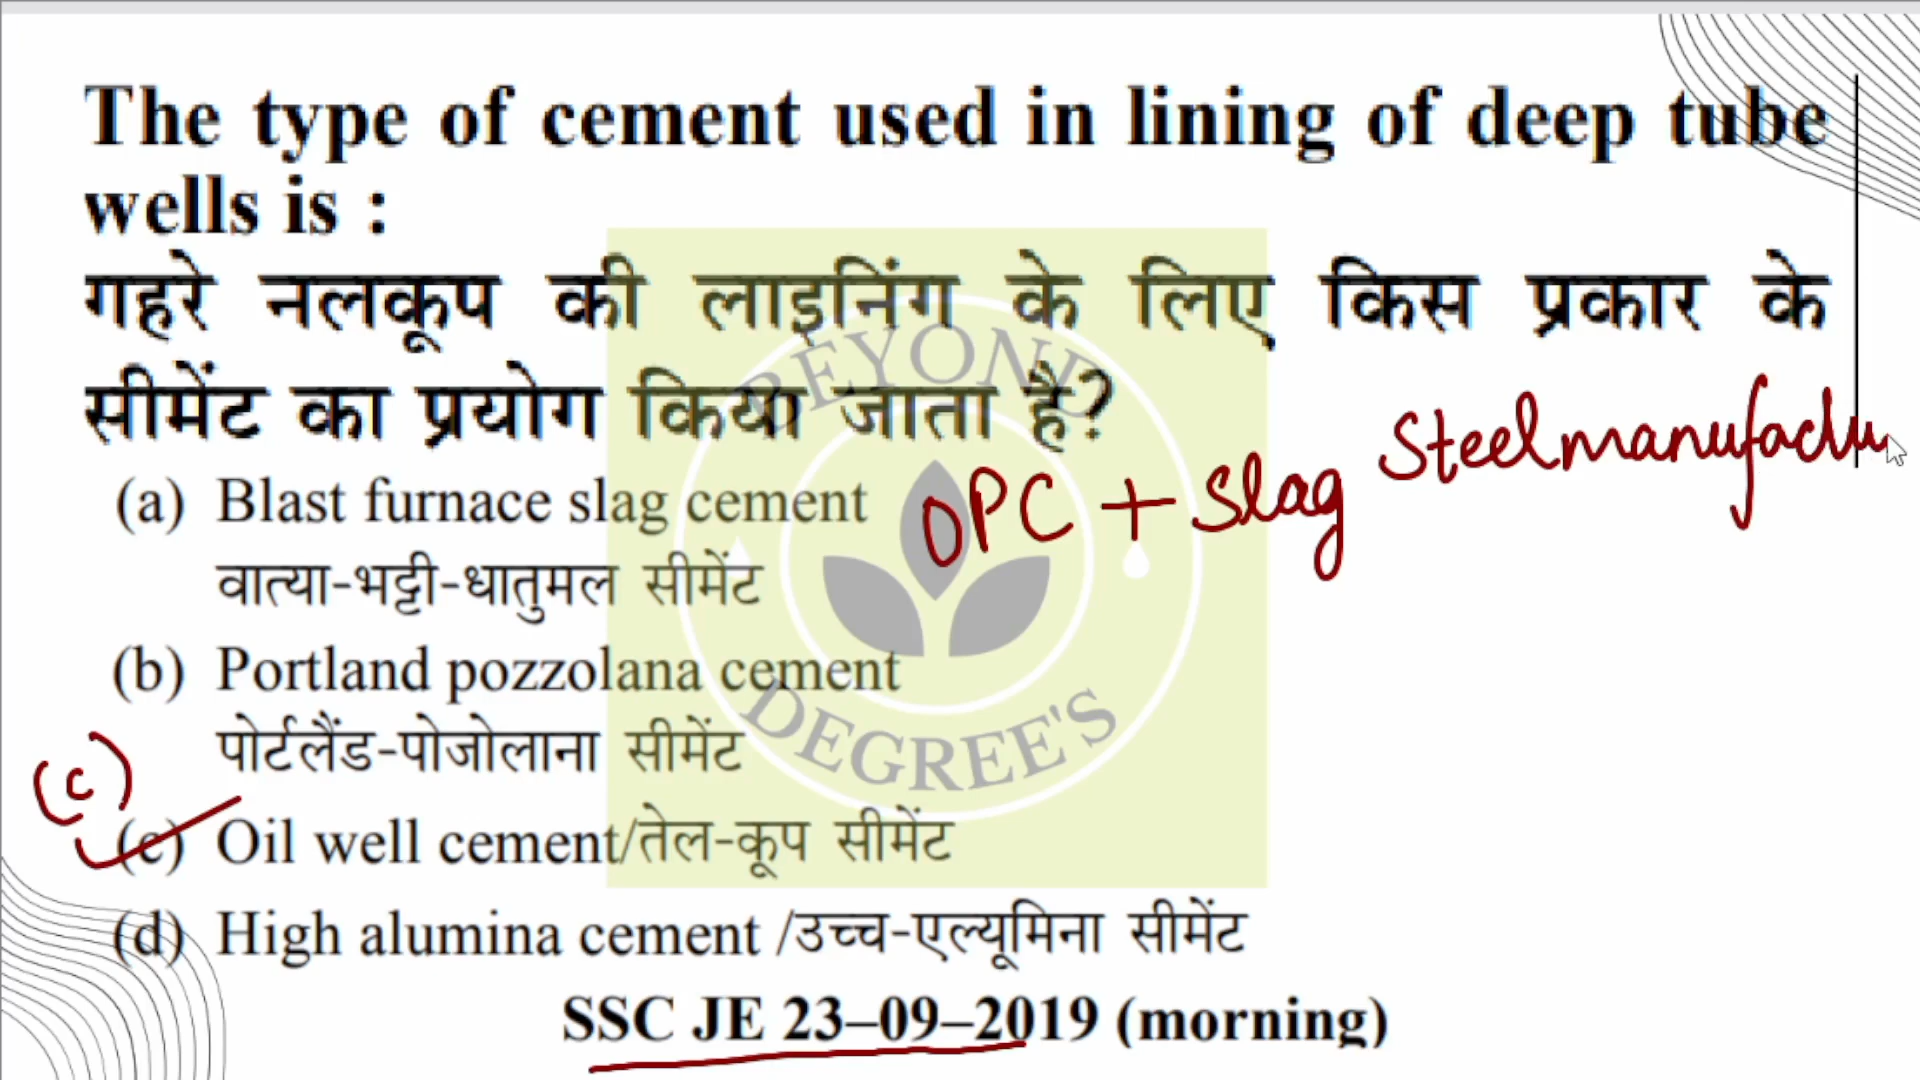 The type of cement used in lining of deep tube
wells is :
गहरे नलकूप की लाइनिंग के लिए किस प्रकार के
सीमेंट का प्रयोग किया जाता है?
Steel manufactu
(a) Blast furnace slag cement
OPC + Slag
वात्या-भट्टी-धातुमल सीमेंट
(b) Portland pozzolana cement
पोर्टलैंड-पोजोलाना सीमेंट
(c)
(c) Oil well cement/तेल-कूप सीमेंट
(d) High alumina cement /उच्च-एल्यूमिना सीमेंट
SSC JE 23–09–2019 (morning)
BEYOND
DEGREE'S